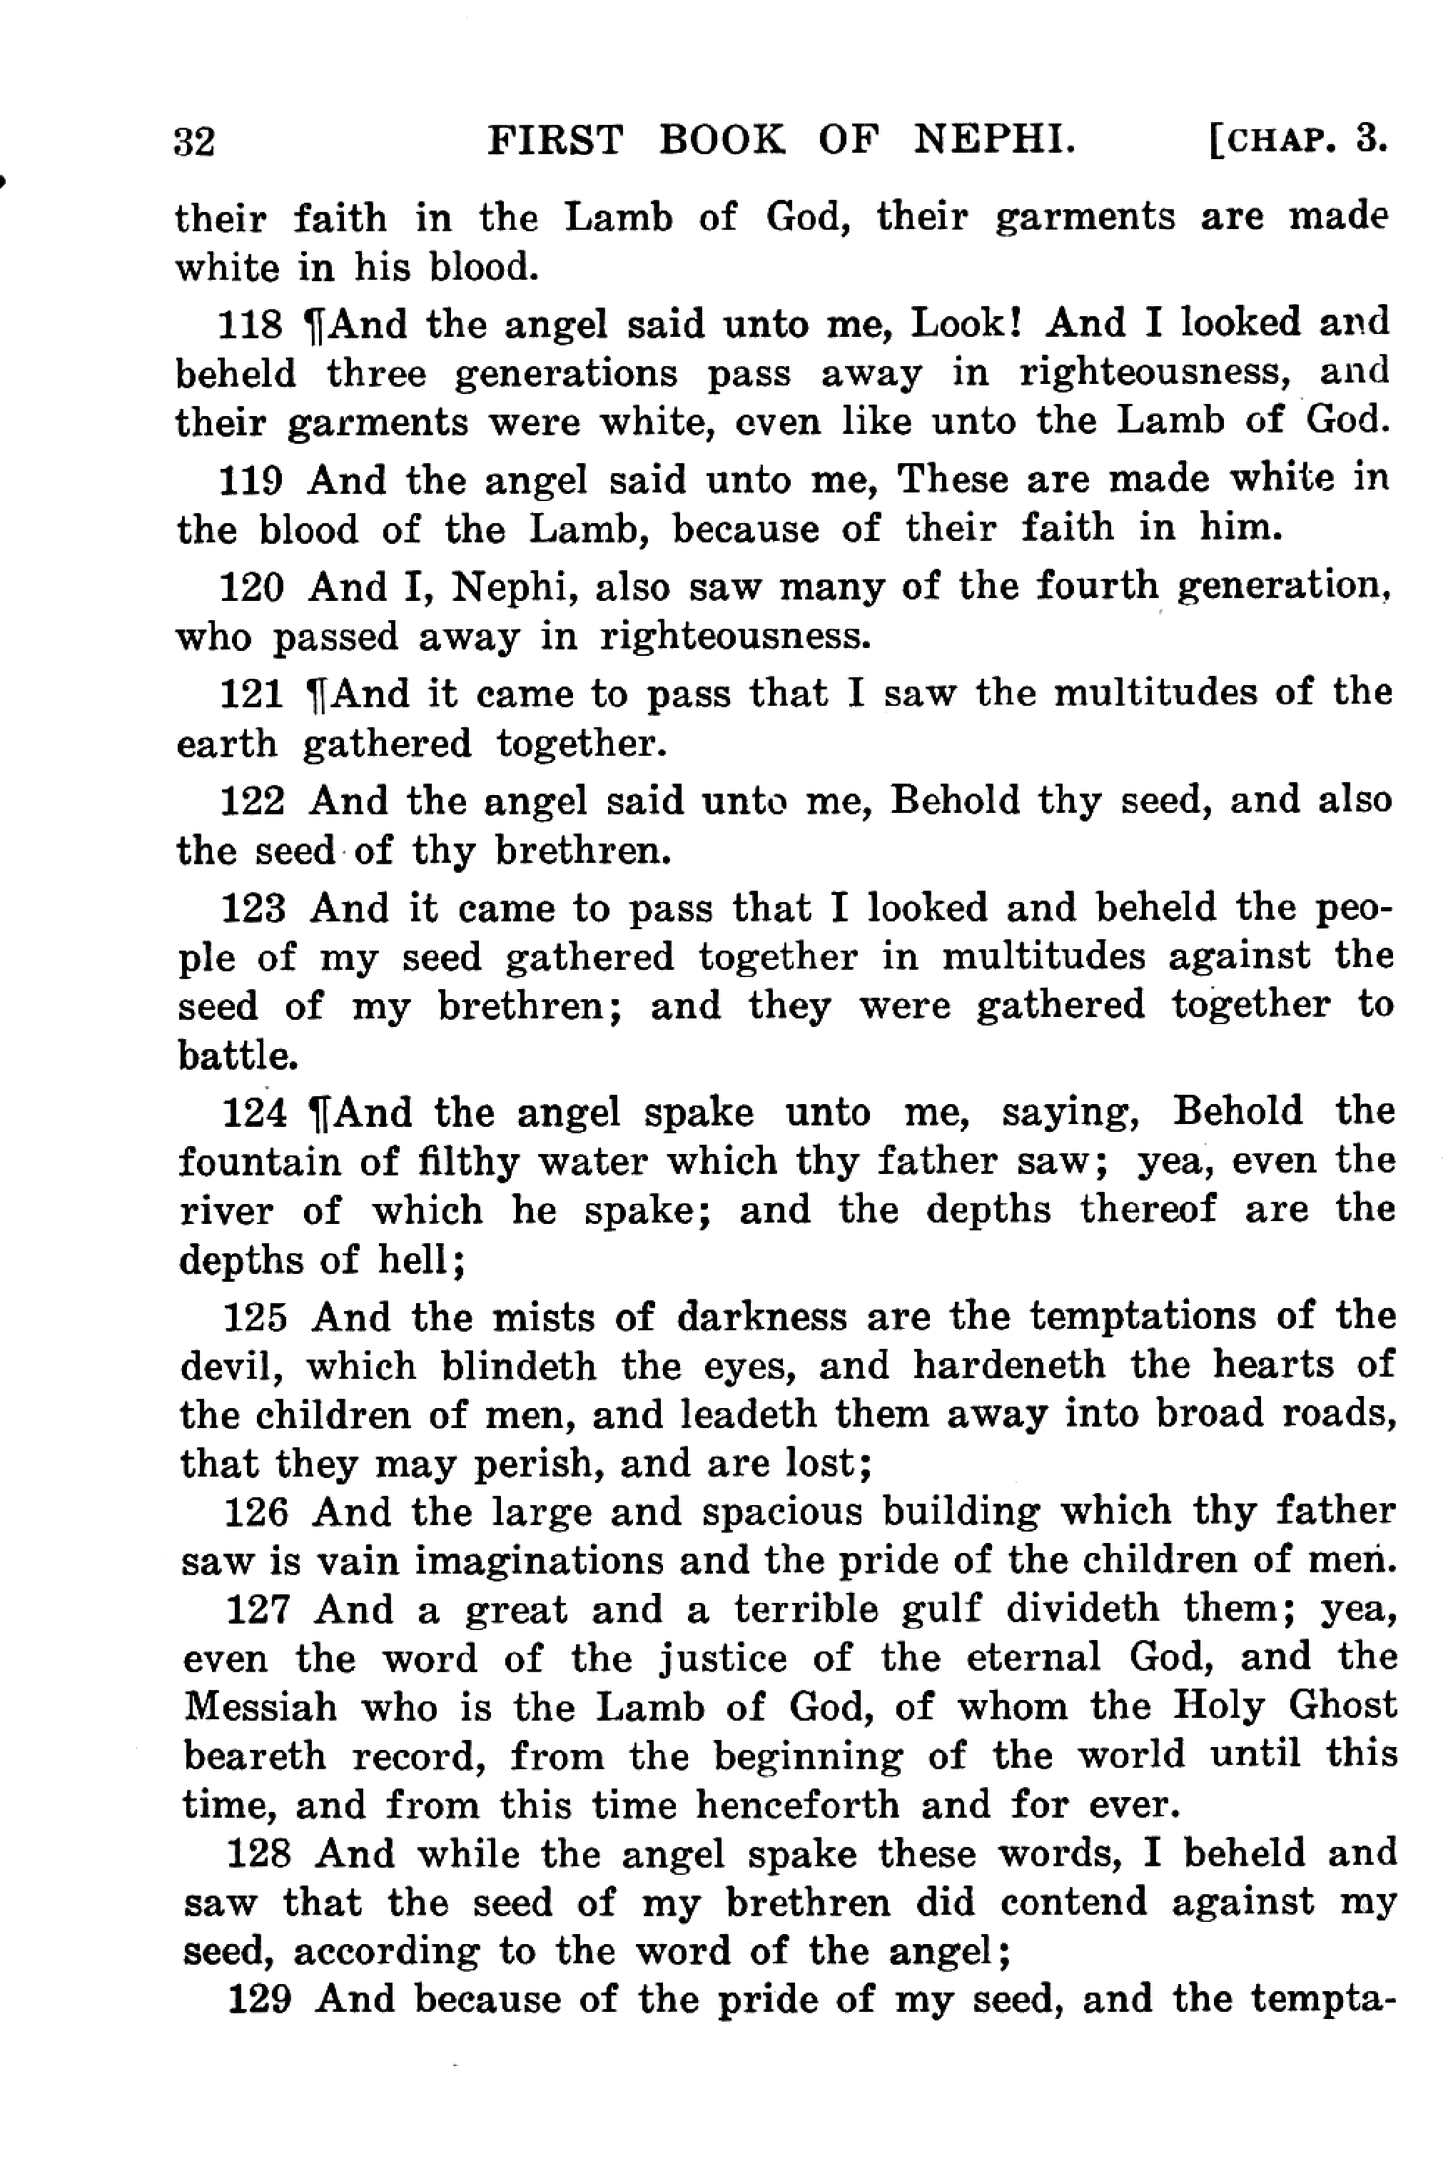 32 FIRST BOOK OF NEPHI. [CHAP. 3.
their faith in the Lamb of God, their garments are made
white in his blood.
118 ¶And the angel said unto me, Look! And I looked and
beheld three generations pass away in righteousness, and
their garments were white, even like unto the Lamb of God.
119 And the angel said unto me, These are made white in
the blood of the Lamb, because of their faith in him.
120 And I, Nephi, also saw many of the fourth generation,
who passed away in righteousness.
121 ¶And it came to pass that I saw the multitudes of the
earth gathered together.
122 And the angel said unto me, Behold thy seed, and also
the seed of thy brethren.
123 And it came to pass that I looked and beheld the peo-
ple of my seed gathered together in multitudes against the
seed of my brethren; and they were gathered together to
battle.
124 ¶And the angel spake unto me, saying, Behold the
fountain of filthy water which thy father saw; yea, even the
river of which he spake; and the depths thereof are the
depths of hell;
125 And the mists of darkness are the temptations of the
devil, which blindeth the eyes, and hardeneth the hearts of
the children of men, and leadeth them away into broad roads,
that they may perish, and are lost;
126 And the large and spacious building which thy father
saw is vain imaginations and the pride of the children of men.
127 And a great and a terrible gulf divideth them; yea,
even the word of the justice of the eternal God, and the
Messiah who is the Lamb of God, of whom the Holy Ghost
beareth record, from the beginning of the world until this
time, and from this time henceforth and for ever.
128 And while the angel spake these words, I beheld and
saw that the seed of my brethren did contend against my
seed, according to the word of the angel;
129 And because of the pride of my seed, and the tempta-